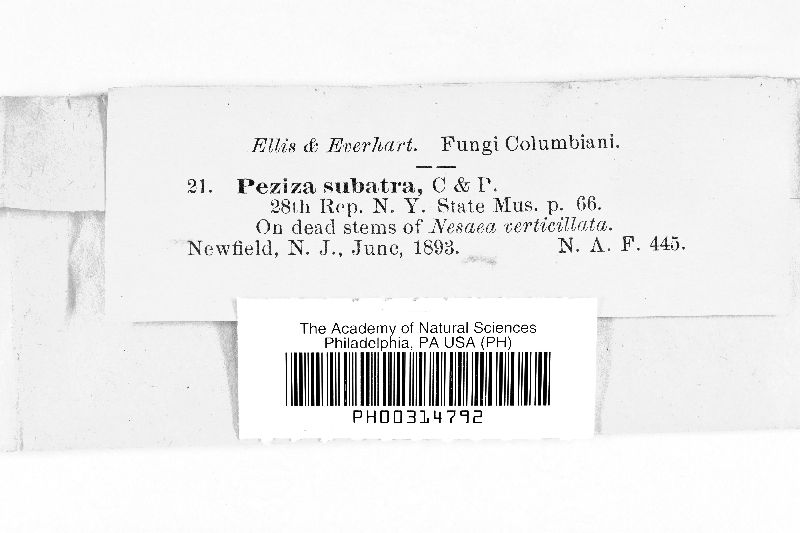 Ellis & Everhart. Fungi Columbiani.
21. Peziza subatra, C & P.
28th Rep. N. Y. State Mus. p. 66.
On dead stems of Nesaea verticillata.
Newfield, N. J., June, 1893. N. A. F. 445.
The Academy of Natural Sciences
Philadelphia, PA USA (PH)
PH00314792